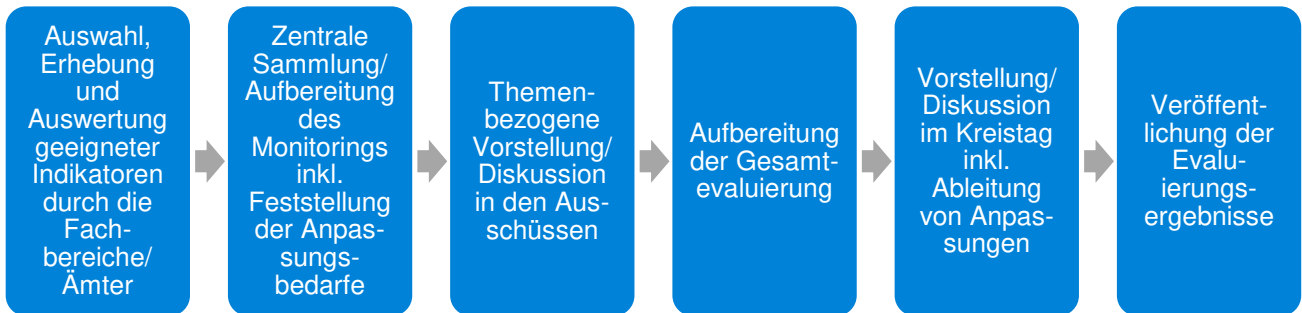 Auswahl,
Erhebung
und
Auswertung
geeigneter
Indikatoren
durch die
Fach-
bereiche/
Ämter
Zentrale
Sammlung/
Aufbereitung
des
Monitorings
inkl.
Feststellung
der Anpas-
sungs-
bedarfe
Themen-
bezogene
Vorstellung/
Diskussion
in den Aus-
schüssen
Aufbereitung
der Gesamt-
evaluierung
Vorstellung/
Diskussion
im Kreistag
inkl.
Ableitung
von Anpas-
sungen
Veröffent-
lichung der
Evalu-
ierungs-
ergebnisse